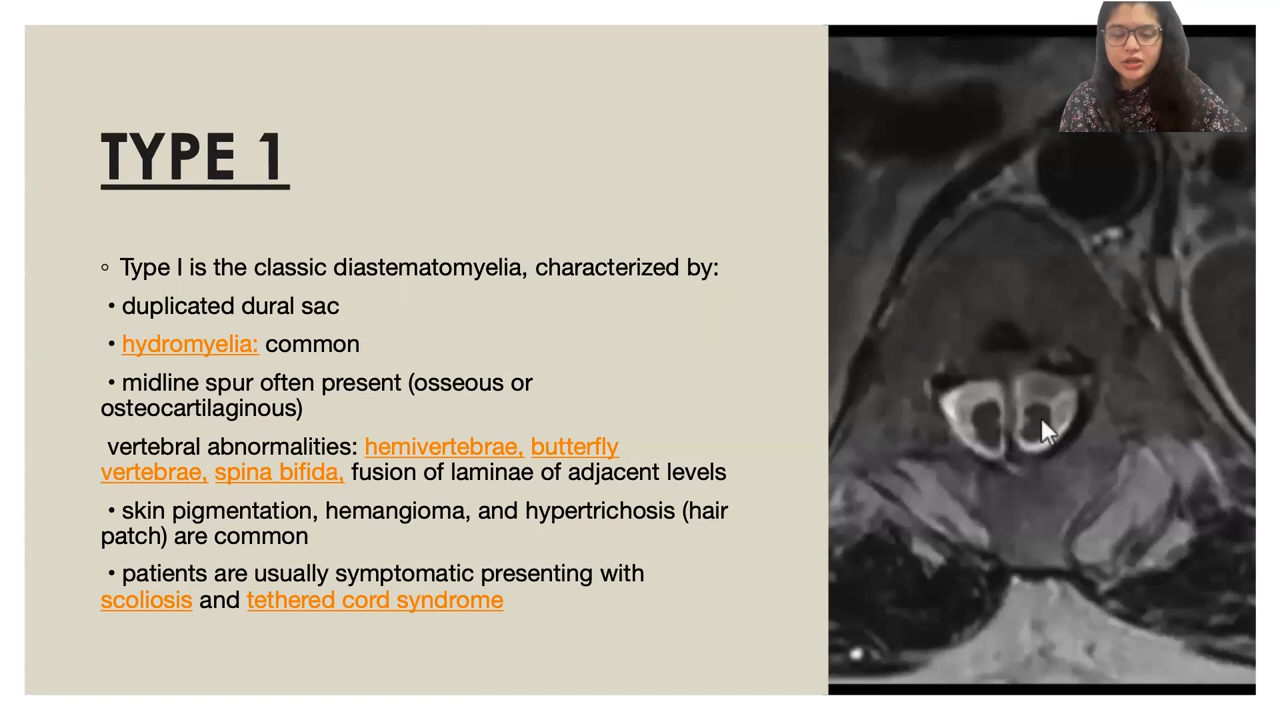 TYPE 1
◦ Type I is the classic diastematomyelia, characterized by:
• duplicated dural sac
• hydromyelia: common
• midline spur often present (osseous or
osteocartilaginous)
vertebral abnormalities: hemivertebrae, butterfly
vertebrae, spina bifida, fusion of laminae of adjacent levels
• skin pigmentation, hemangioma, and hypertrichosis (hair
patch) are common
• patients are usually symptomatic presenting with
scoliosis and tethered cord syndrome